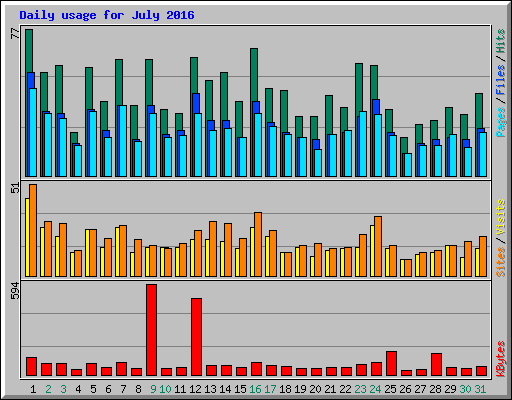 Daily usage for July 2016
77
Pages / Files / Hits
51
Sites / Visits
594
KBytes
1 2 3 4 5 6 7 8 9 10 11 12 13 14 15 16 17 18 19 20 21 22 23 24 25 26 27 28 29 30 31